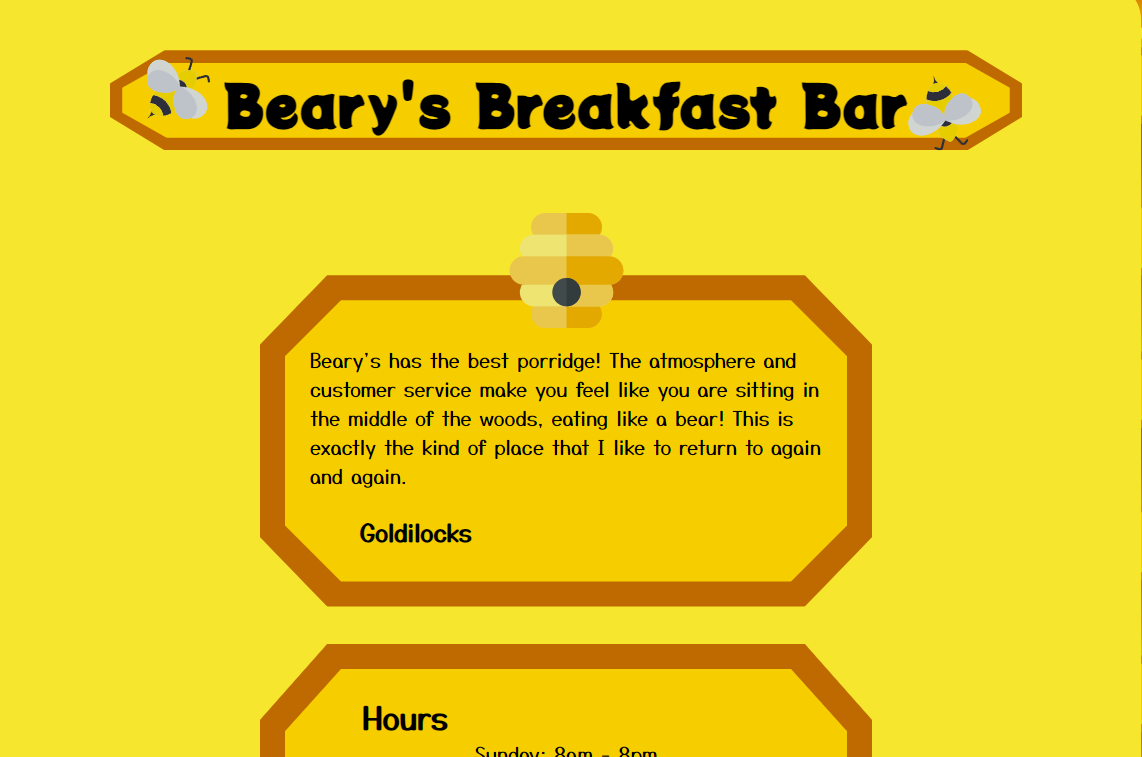 Beary's Breakfast Bar
Beary's has the best porridge! The atmosphere and
customer service make you feel like you are sitting in
the middle of the woods, eating like a bear! This is
exactly the kind of place that I like to return to again
and again.
Goldilocks
Hours
Sunday: 8am - 8pm